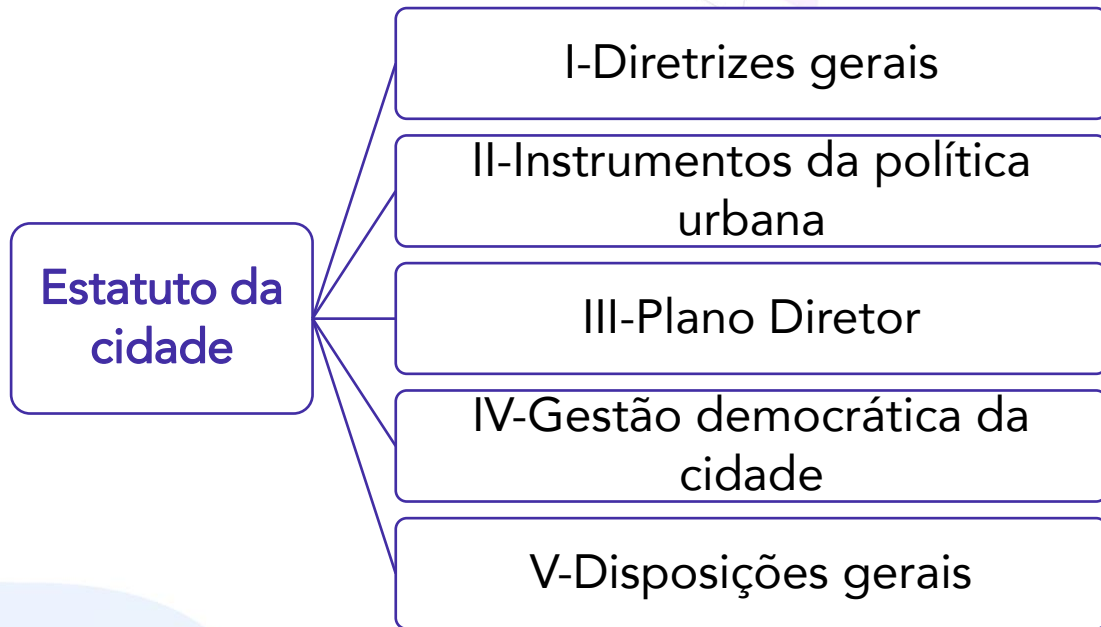 Estatuto da
cidade
I-Diretrizes gerais
II-Instrumentos da política
urbana
III-Plano Diretor
IV-Gestão democrática da
cidade
V-Disposições gerais